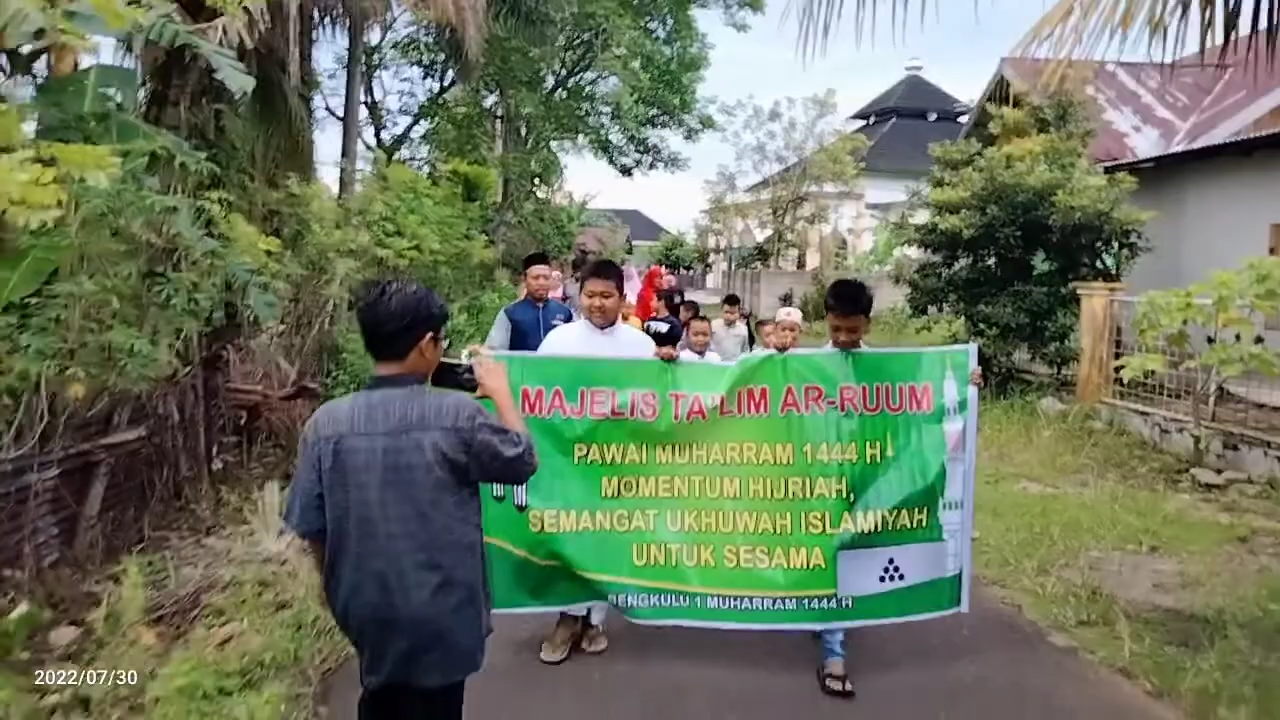 MAJELIS TA'LIM AR-RUUM
PAWAI MUHARRAM 1444 H
MOMENTUM HIJRIAH,
SEMANGAT UKHUWAH ISLAMIYAH
UNTUK SESAMA
BENGKULU 1 MUHARRAM 1444 H
2022/07/30